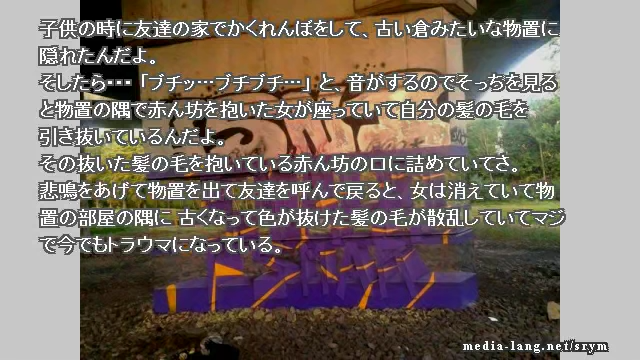 子供の時に友達の家でかくれんぼをして、古い倉みたいな物置に
隠れたんだよ。
そしたら・・・「ブチッ…ブチブチ…」と、音がするのでそっちを見る
と物置の隅で赤ん坊を抱いた女が座っていて自分の髪の毛を
引き抜いているんだよ。
その抜いた髪の毛を抱いている赤ん坊の口に詰めていてさ。
悲鳴をあげて物置を出て友達を呼んで戻ると、女は消えていて物
置の部屋の隅に 古くなって色が抜けた髪の毛が散乱していてマジ
で今でもトラウマになっている。
media-lang.net/srym